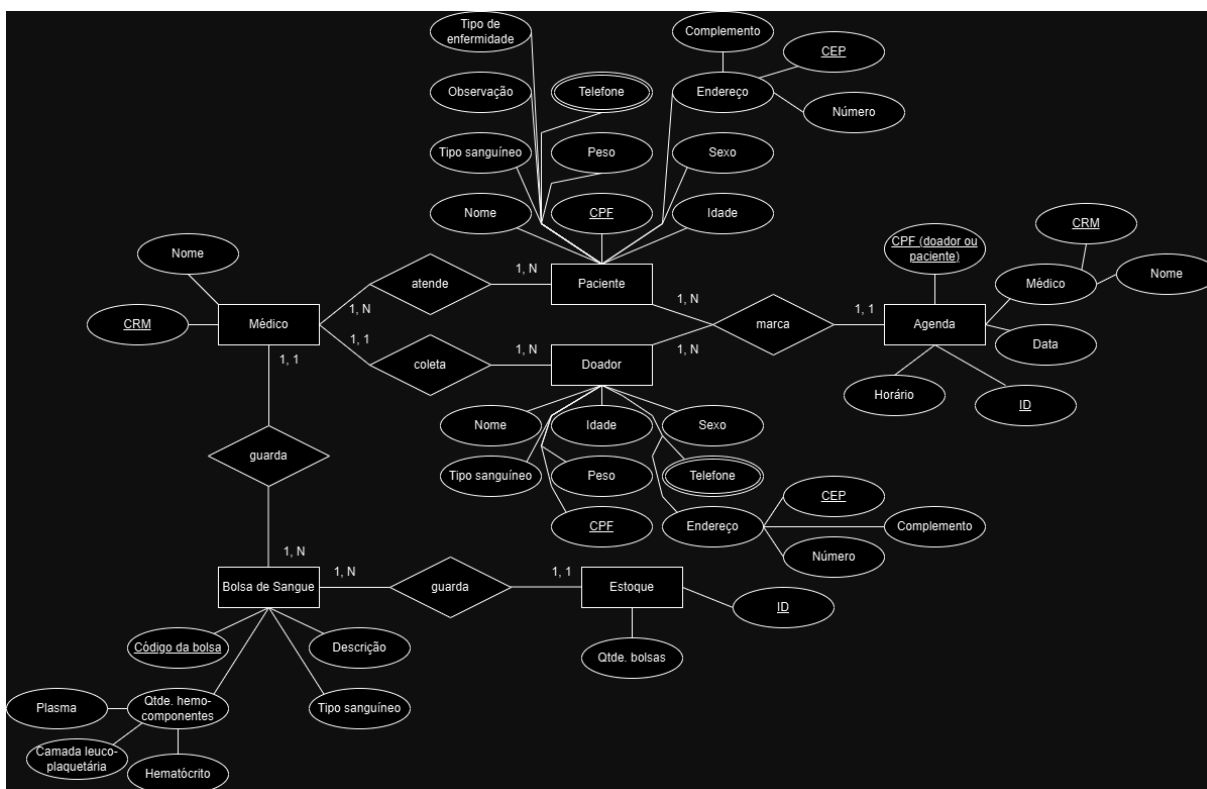 Tipo de
enfermidade
Complemento
CEP
Observação
Telefone
Endereço
Número
Tipo sanguíneo
Peso
Sexo
Nome
CPF
Idade
CPF (doador ou
paciente)
CRM
Nome
Médico
Nome
atende
1, N
Paciente
1, N
CRM
Médico
1, N
1, N
marca
1, 1
Agenda
1, 1
1, 1
coleta
1, N
Doador
1, N
Data
Horário
ID
Nome
Idade
Sexo
guarda
Tipo sanguíneo
Peso
Telefone
CEP
CPF
Endereço
Complemento
Número
1, N
Bolsa de Sangue
1, N
guarda
1, 1
Estoque
ID
Código da bolsa
Descrição
Qtde. bolsas
Plasma
Qtde. hemo-
componentes
Tipo sanguíneo
Camada leuco-
plaquetária
Hematócrito